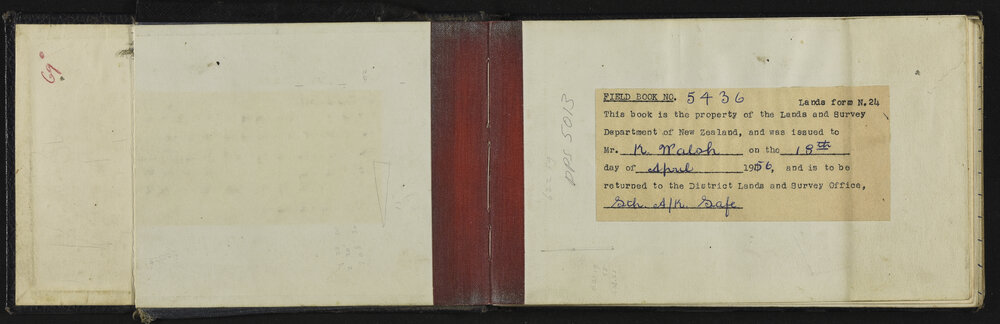 69
DPS 5013
FIELD BOOK NO. 5436 Lands form N.24
This book is the property of the Lands and Survey
Department of New Zealand, and was issued to
Mr. K. Walsh on the 18th
day of April 1956, and is to be
returned to the District Lands and Survey Office,
Sth. A/K. Safe